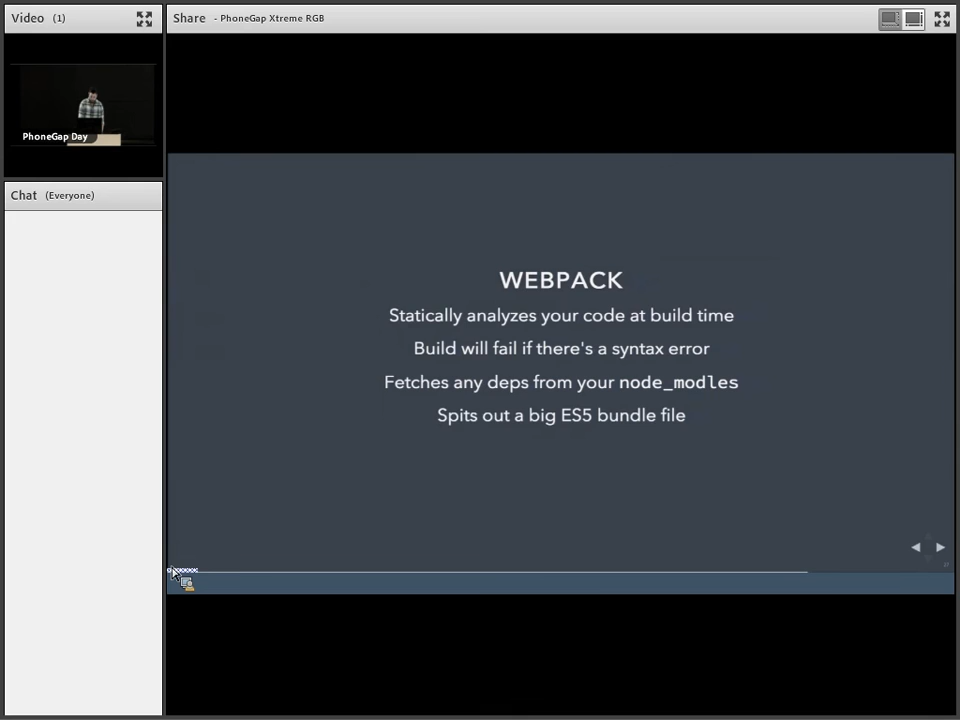 Video (1)
Share - PhoneGap Xtreme RGB
PhoneGap Day
Chat (Everyone)
WEBPACK
Statically analyzes your code at build time
Build will fail if there's a syntax error
Fetches any deps from your node_modles
Spits out a big ES5 bundle file